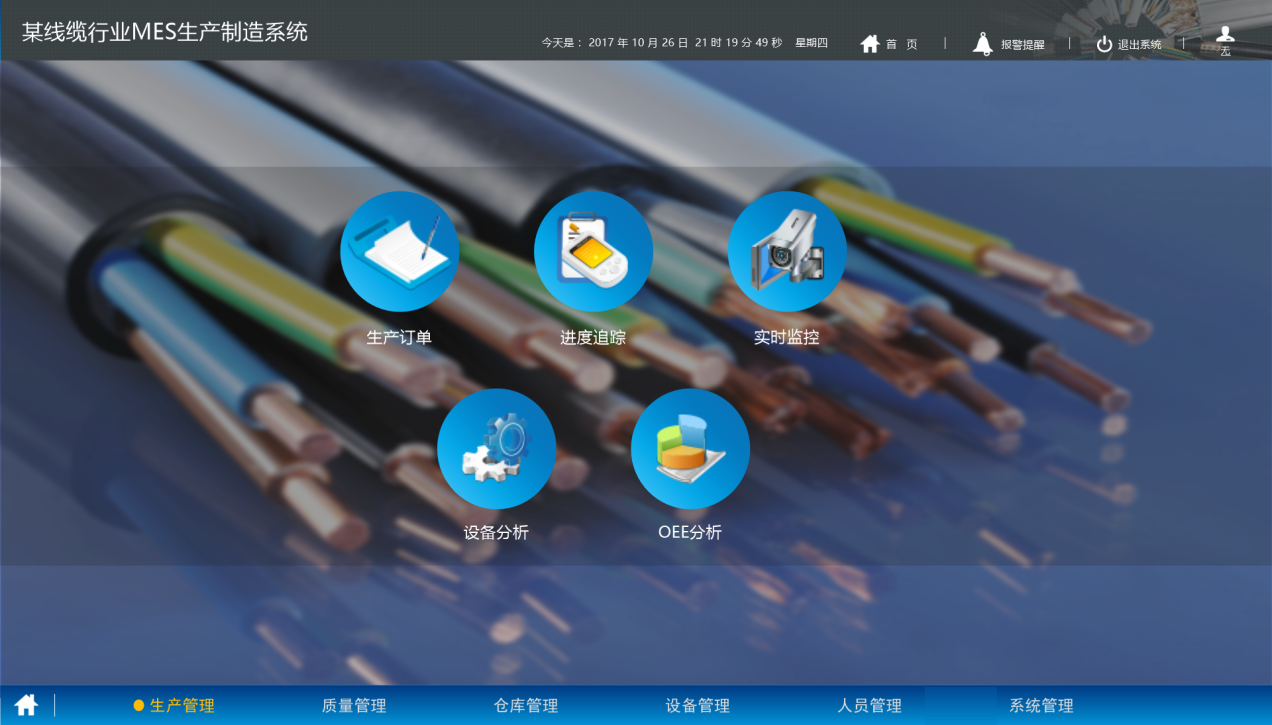 某线缆行业MES生产制造系统
今天是： 2017 年 10 月 26 日 21 时 19 分 49 秒 星期四
首 页
报警提醒
退出系统
无
生产订单 进度追踪 实时监控
设备分析 OEE分析
生产管理 质量管理 仓库管理 设备管理 人员管理 系统管理